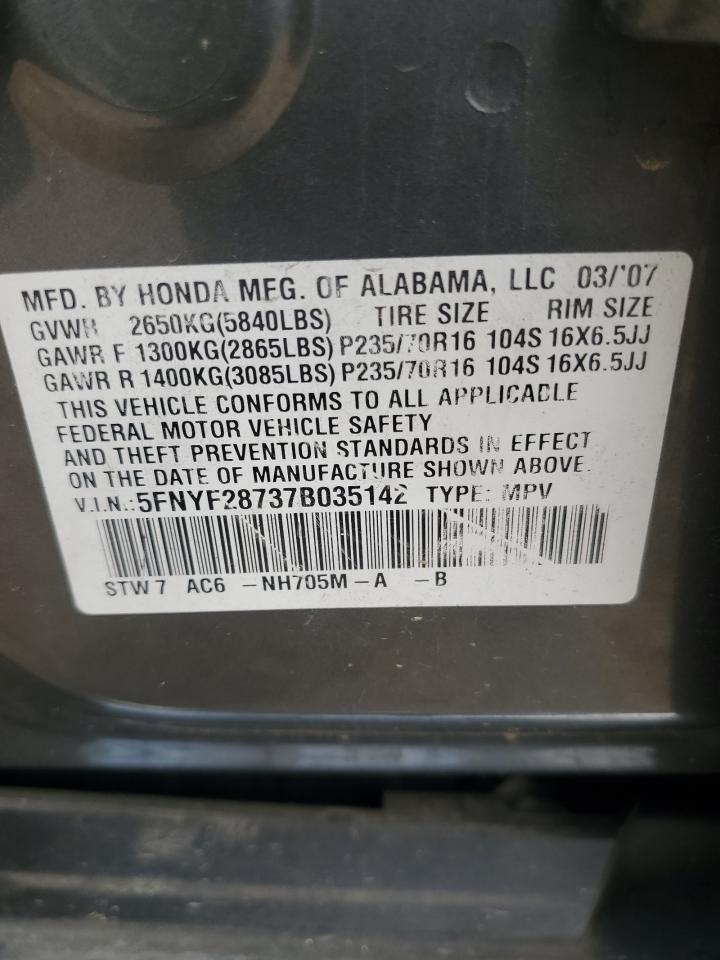 MFD. BY HONDA MFG. OF ALABAMA, LLC 03/'07
GVWR 2650KG(5840LBS) TIRE SIZE RIM SIZE
GAWR F 1300KG(2865LBS) P235/70R16 104S 16X6.5JJ
GAWR R 1400KG(3085LBS) P235/70R16 104S 16X6.5JJ
THIS VEHICLE CONFORMS TO ALL APPLICABLE
FEDERAL MOTOR VEHICLE SAFETY
AND THEFT PREVENTION STANDARDS IN EFFECT
ON THE DATE OF MANUFACTURE SHOWN ABOVE.
V.I.N.:5FNYF28737B035142 TYPE: MPV
STW7 AC6 -NH705M-A -B